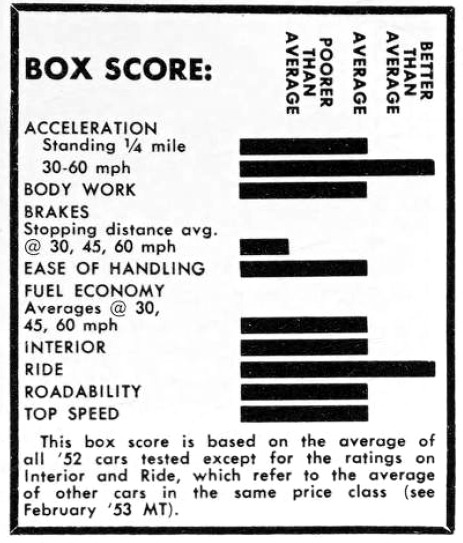 BOX SCORE:
POORER THAN AVERAGE
AVERAGE
BETTER THAN AVERAGE
ACCELERATION
Standing ¼ mile
30-60 mph
BODY WORK
BRAKES
Stopping distance avg.
@ 30, 45, 60 mph
EASE OF HANDLING
FUEL ECONOMY
Averages @ 30,
45, 60 mph
INTERIOR
RIDE
ROADABILITY
TOP SPEED
This box score is based on the average of
all '52 cars tested except for the ratings on
Interior and Ride, which refer to the average
of other cars in the same price class (see
February '53 MT).